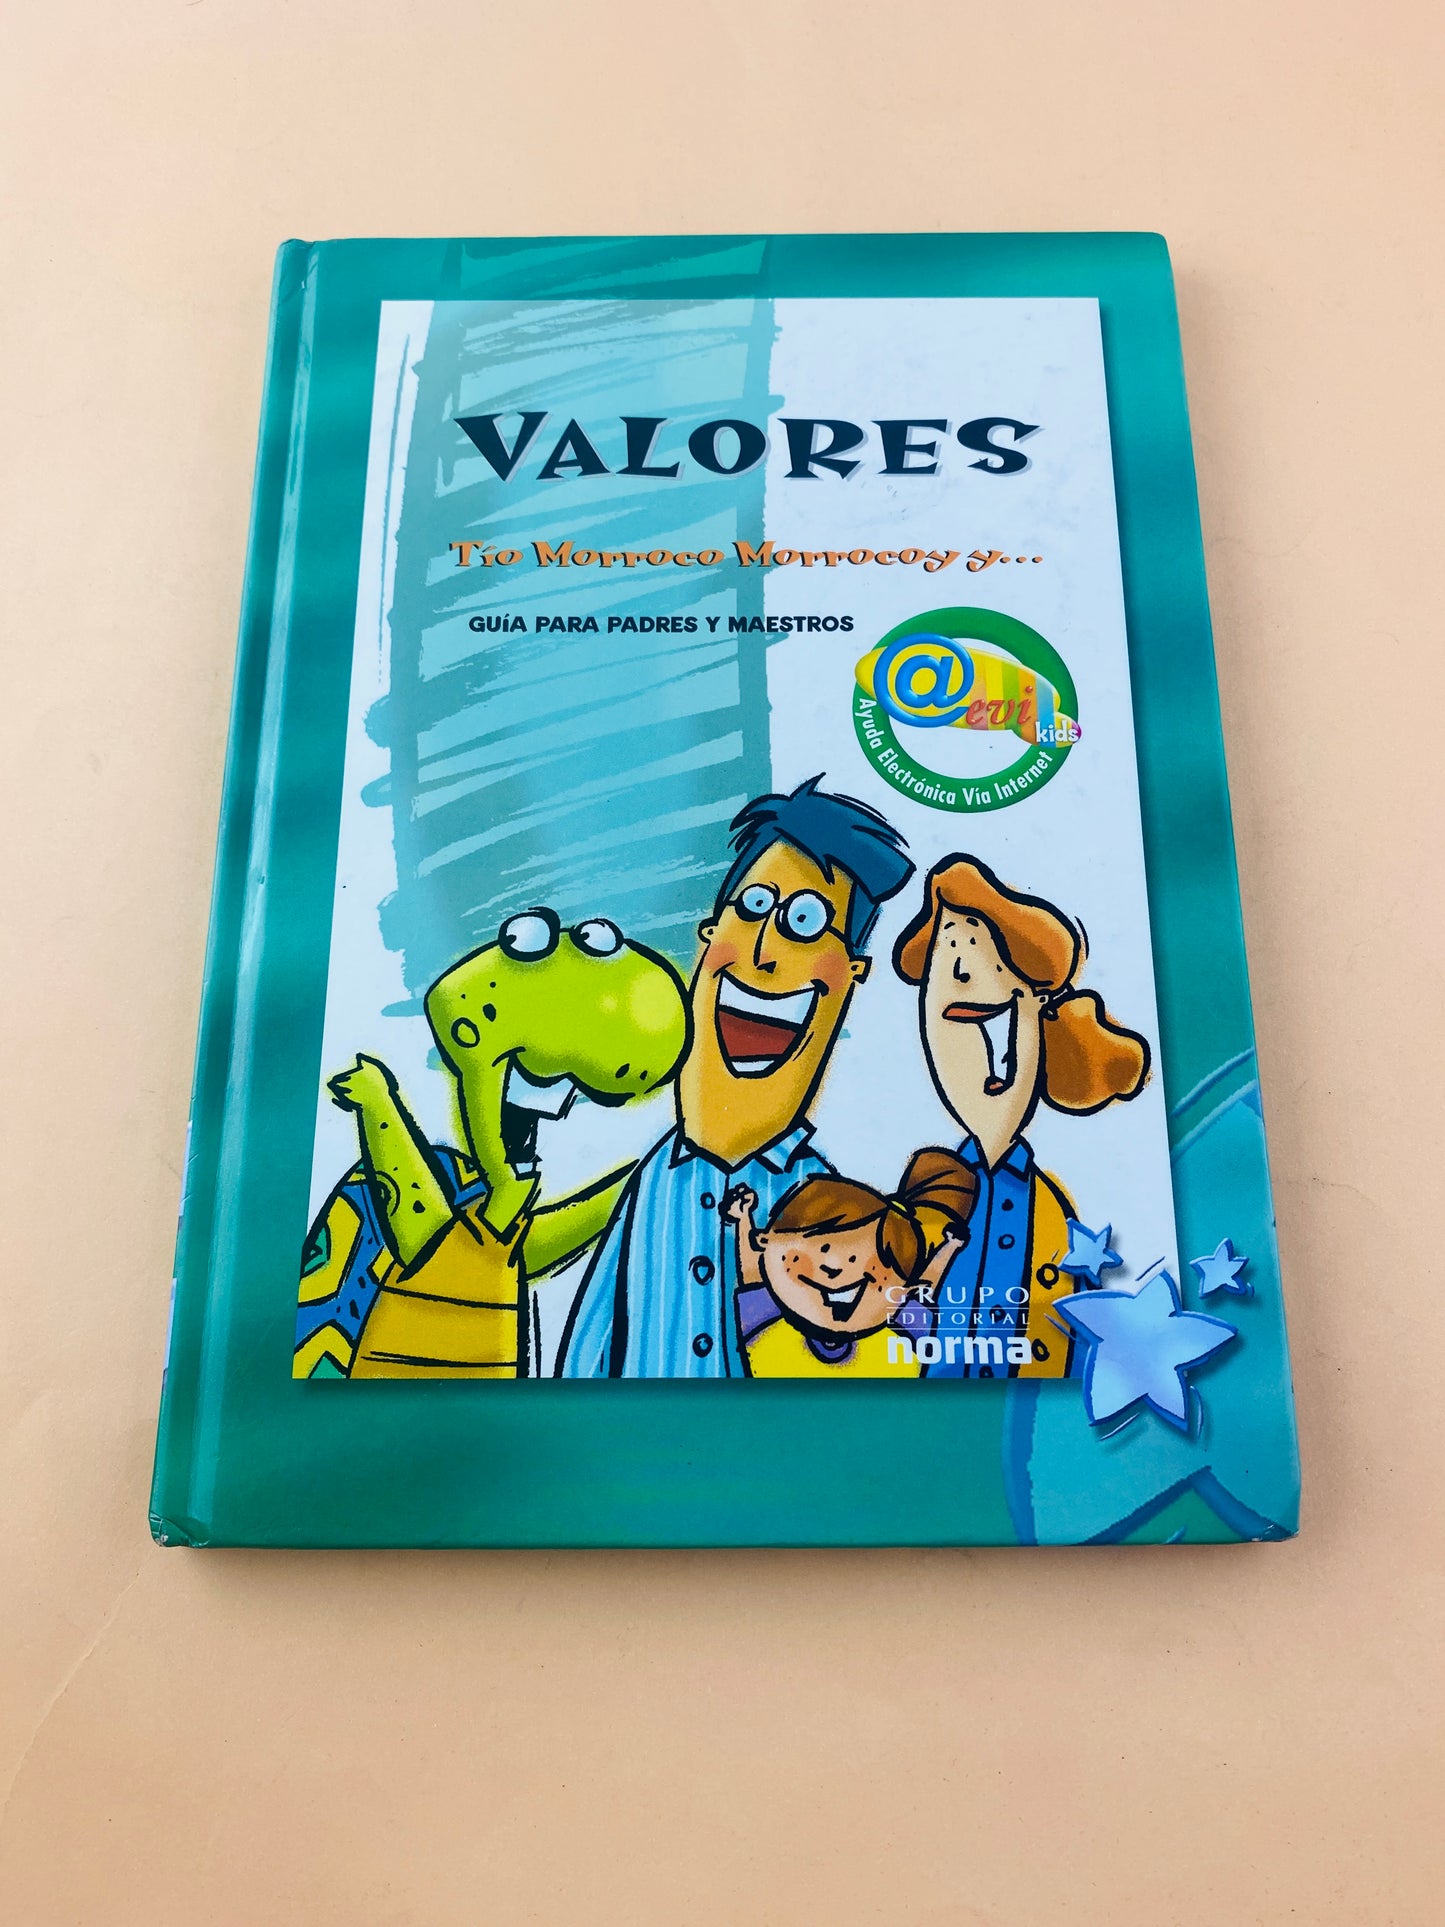 VALORES
Tío Morroco Morrocoy y...
GUÍA PARA PADRES Y MAESTROS
@evi
kids
Ayuda Electrónica Vía Internet
GRUPO
EDITORIAL
norma